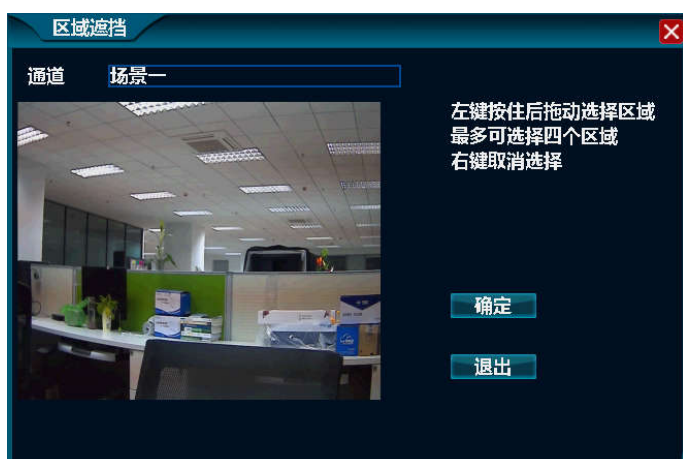 区域遮挡
通道 场景一
左键按住后拖动选择区域
最多可选择四个区域
右键取消选择
确定
退出